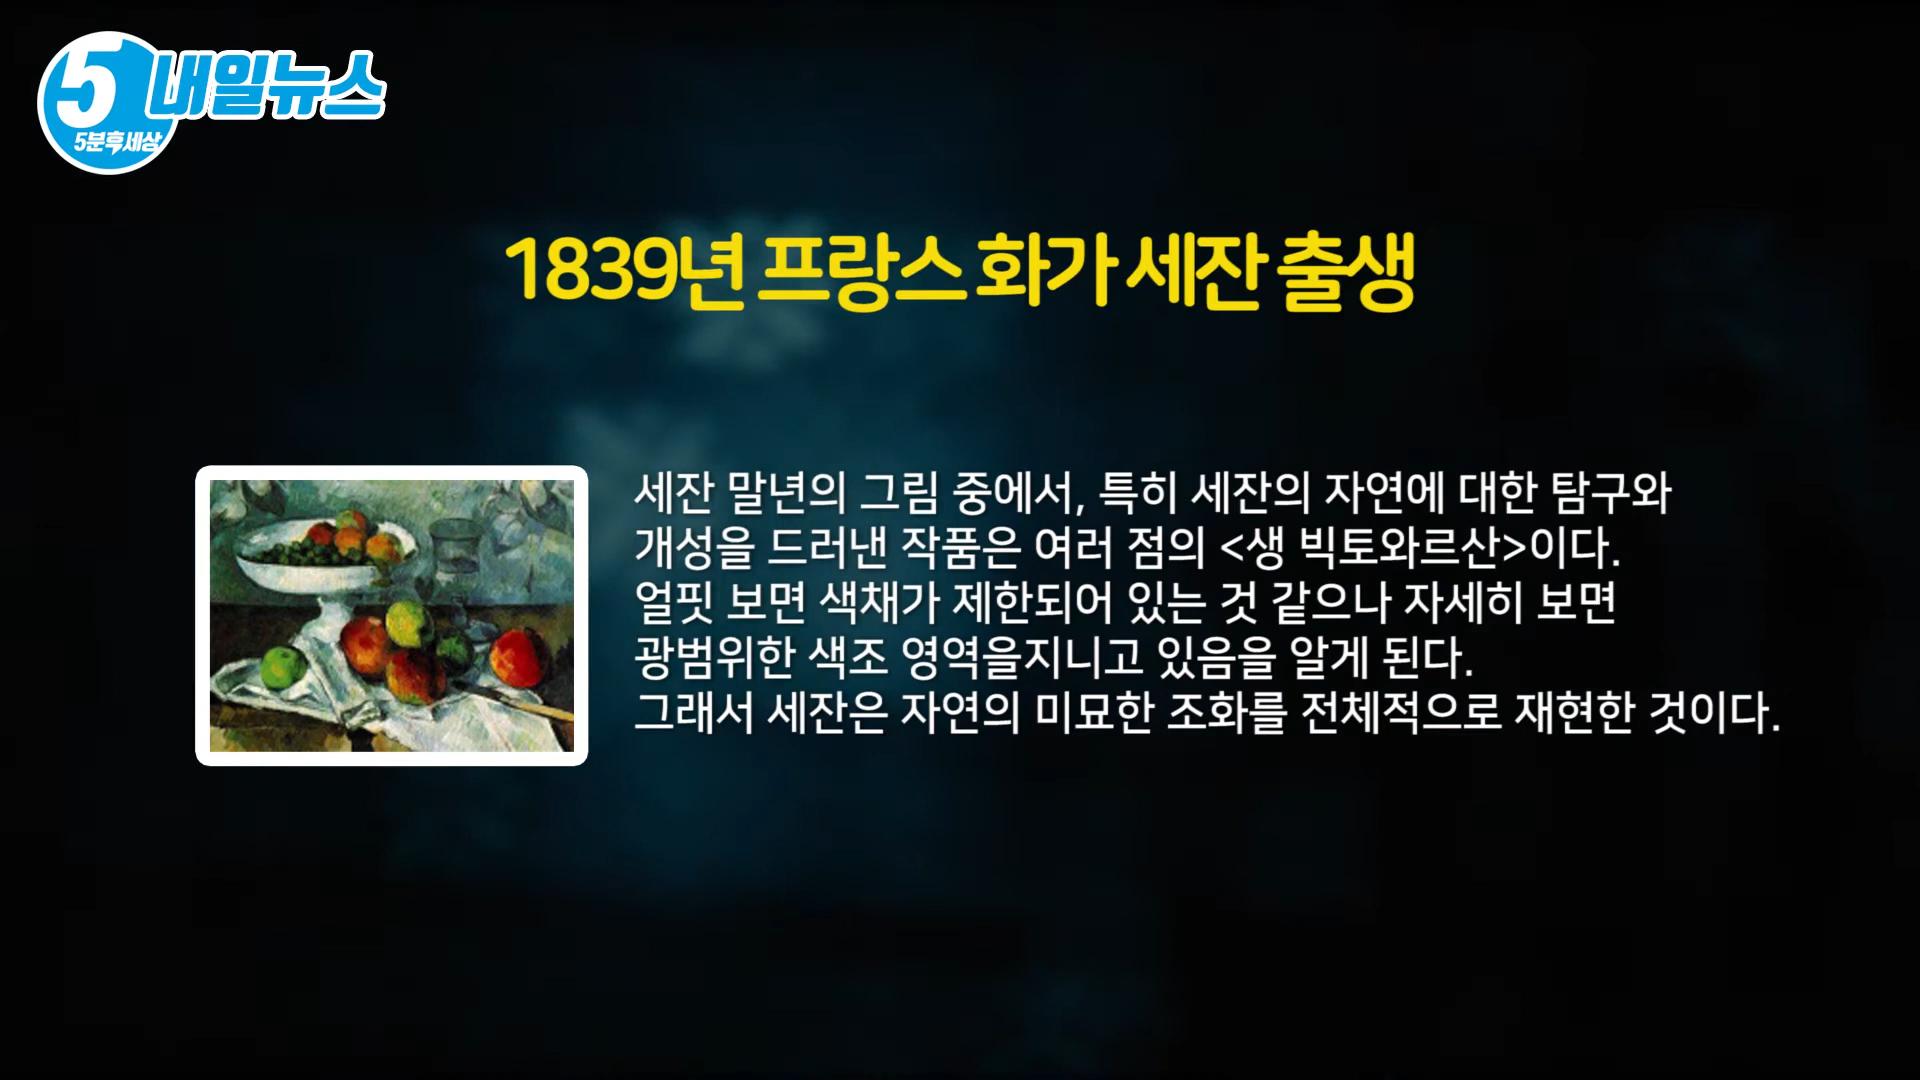 5
내일뉴스
5분후세상
1839년 프랑스 화가 세잔 출생
세잔 말년의 그림 중에서, 특히 세잔의 자연에 대한 탐구와
개성을 드러낸 작품은 여러 점의 <생 빅토와르산>이다.
얼핏 보면 색채가 제한되어 있는 것 같으나 자세히 보면
광범위한 색조 영역을지니고 있음을 알게 된다.
그래서 세잔은 자연의 미묘한 조화를 전체적으로 재현한 것이다.